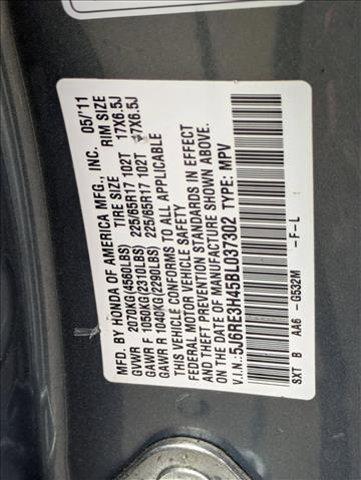 MFD. BY HONDA OF AMERICA MFG., INC. 05/'11
TIRE SIZE RIM SIZE
GVWR 2070KG(4560LBS) 225/65R17 102T 17X6.5J
GAWR F 1050KG(2310LBS) 225/65R17 102T 17X6.5J
GAWR R 1040KG(2290LBS)
THIS VEHICLE CONFORMS TO ALL APPLICABLE
FEDERAL MOTOR VEHICLE SAFETY
AND THEFT PREVENTION STANDARDS IN EFFECT
ON THE DATE OF MANUFACTURE SHOWN ABOVE.
V.I.N.:5J6RE3H45BL037302 TYPE: MPV
SXT B AA6 -G532M -F-L